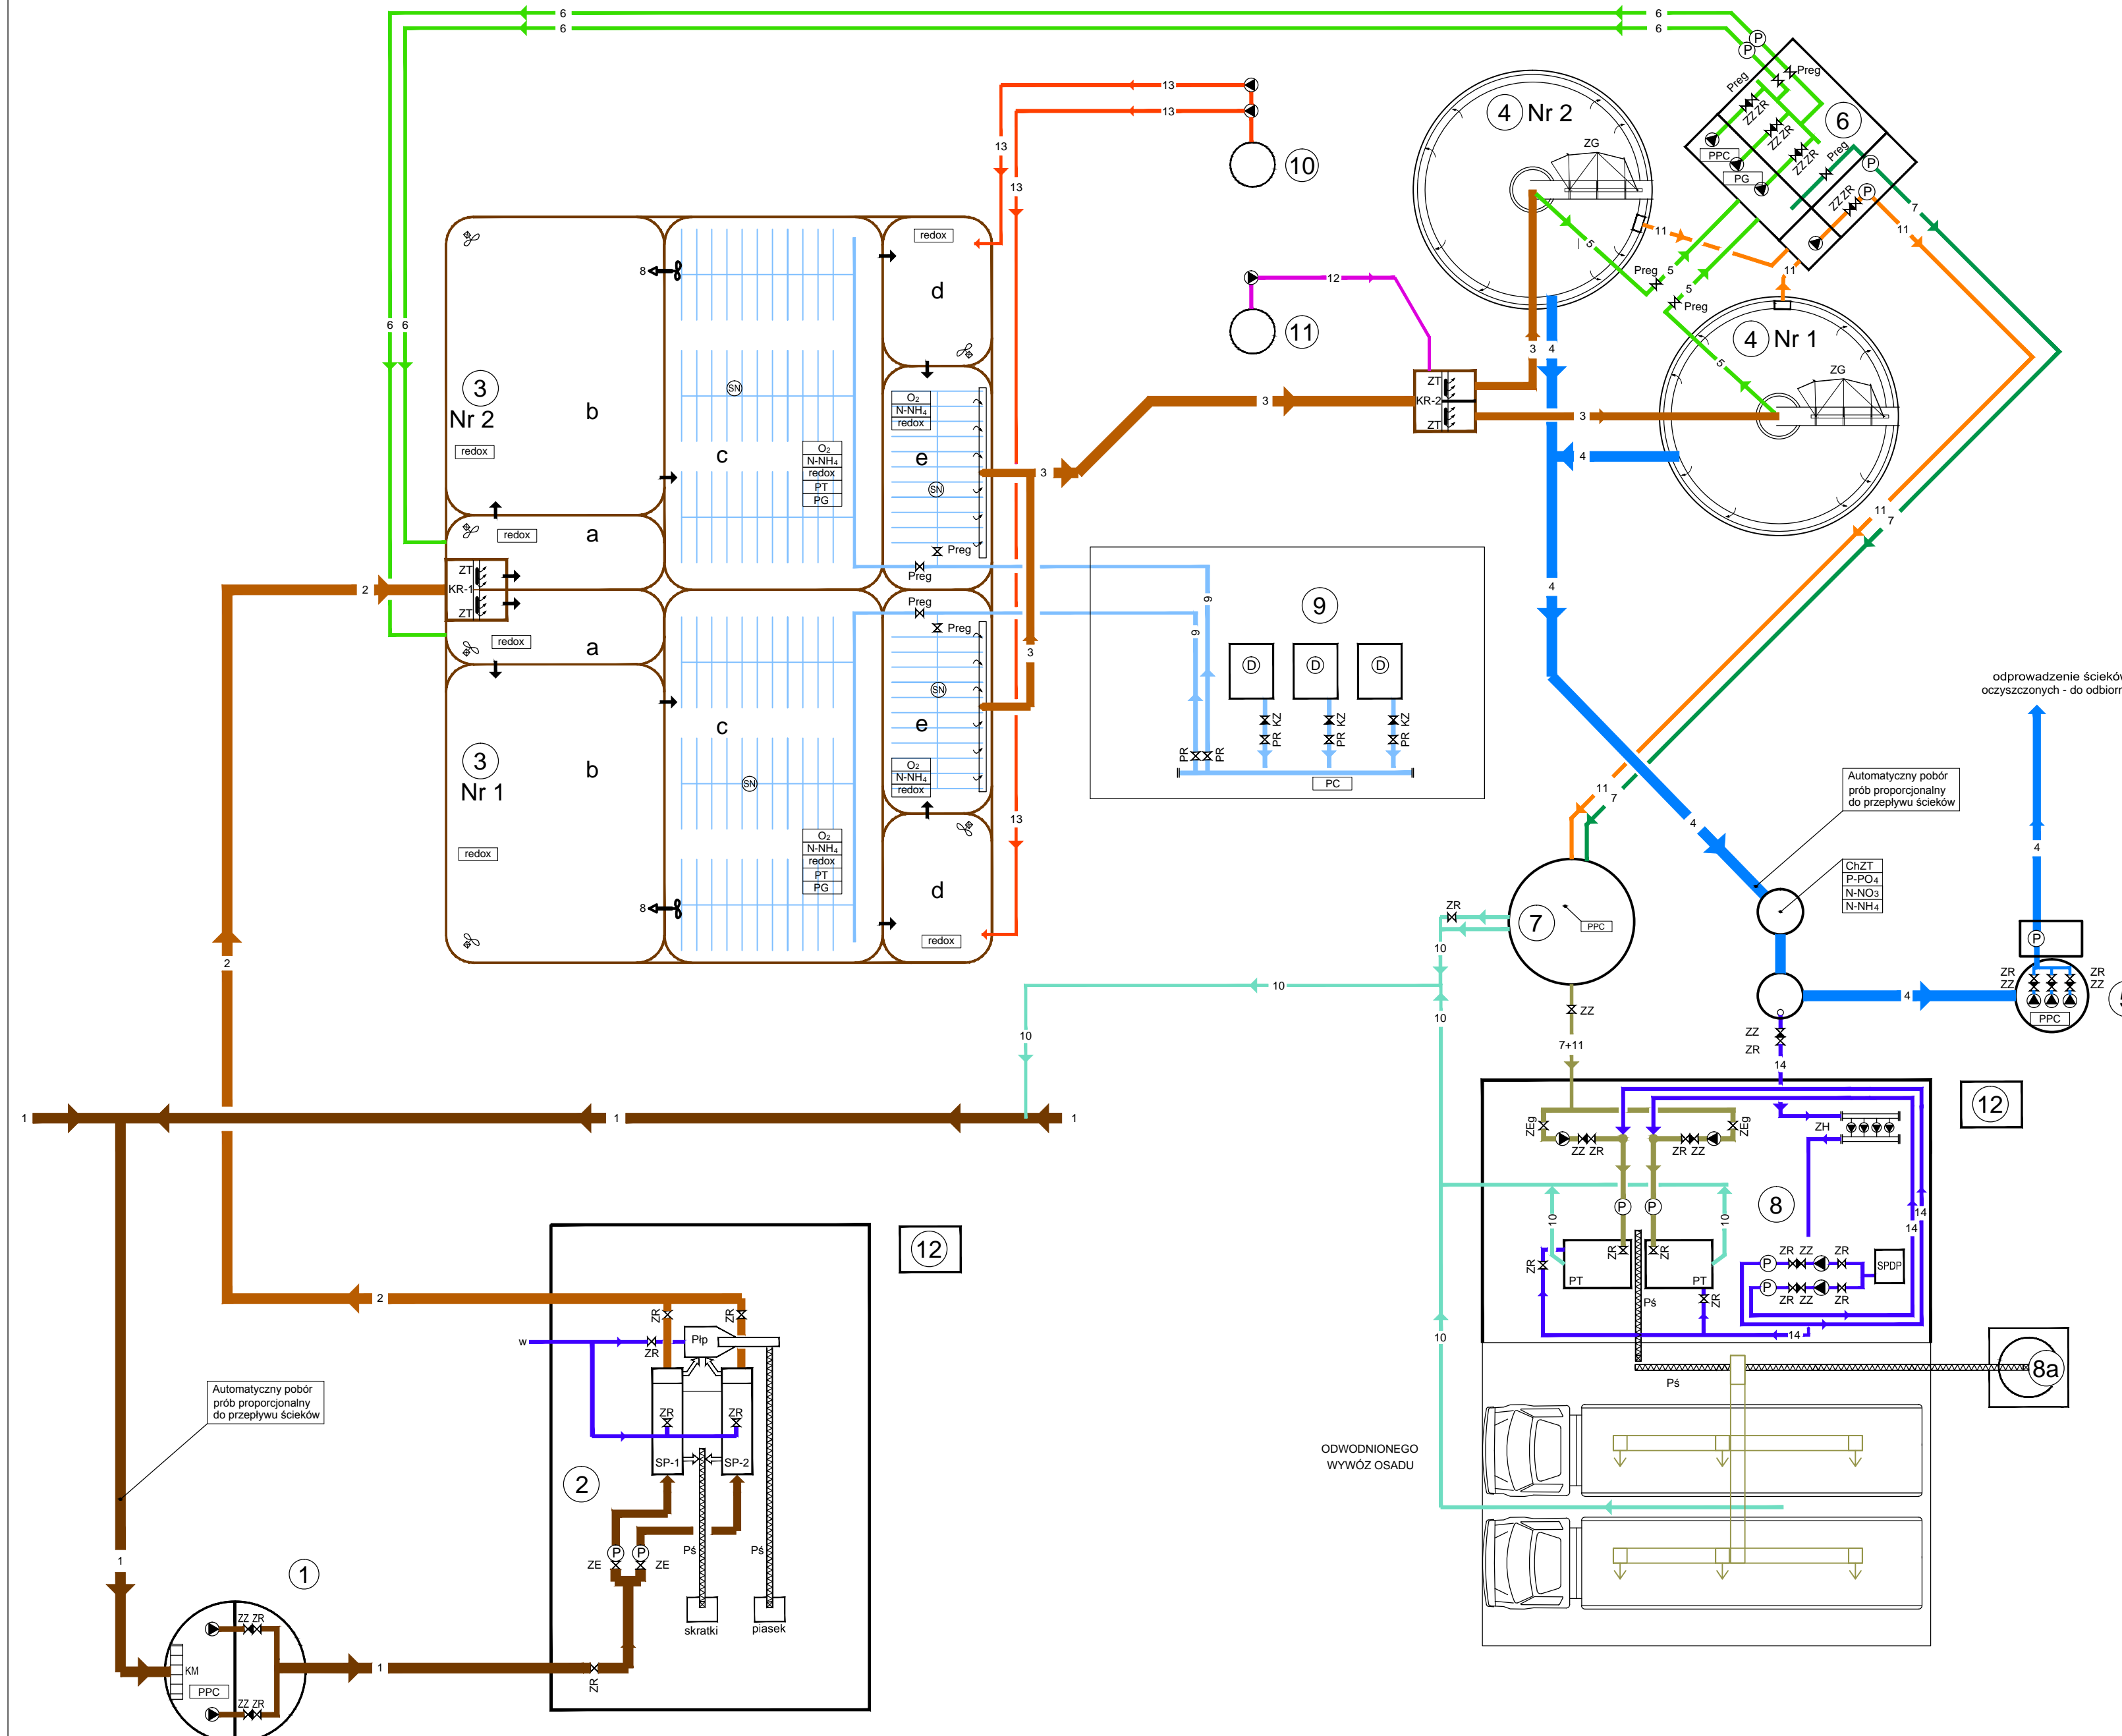 6
6
6
6
P
P
Preg
Preg
ZZ ZR
ZZ ZR
ZZ ZR
PPC
PG
6
Preg
P
P
ZZ ZR
7
11
13
13
13
13
10
4 Nr 2
ZG
11
5
Preg
5
5
Preg
11
12
11
4 Nr 1
ZG
5
3
4
ZT
KR-2
ZT
3
3
4
redox
d
8
6
6
3
Nr 2
b
redox
SN
c
O2
N-NH4
redox
PT
PG
O2
N-NH4
redox
e
SN
3
redox
a
Preg
Preg
2
ZT
KR-1
ZT
redox
a
Preg
Preg
3
3
Nr 1
b
redox
c
SN
SN
e
O2
N-NH4
redox
O2
N-NH4
redox
PT
PG
8
d
redox
13
9
9
9
D
D
D
KZ
KZ
KZ
PR
PR
PR
PR
PR
PC
4
11
7
11
7
4
odprowadzenie ścieków
Automatyczny pobór
prób proporcjonalny
do przepływu ścieków
ChZT
P-PO4
N-NO3
N-NH4
4
P
ZR
ZZ
ZR
ZZ
PPC
4
7
PPC
ZR
10
10
10
10
ZZ
7+11
ZZ
ZR
14
2
1
1
1
12
ZEg
ZEg
ZZ ZR
ZR ZZ
ZH
8
P
P
10
10
ZR
ZR
ZR
PT
PT
ZR
Pś
14
14
14
ZR ZZ
ZR
P
P
ZR ZZ
ZR
SPDP
8a
Pś
10
ODWODNIONEGO
WYWÓZ OSADU
12
2
ZR
ZR
w
ZR
Płp
ZR
ZR
SP-1
SP-2
2
P
P
ZE
ZE
Pś
Pś
skratki
piasek
Automatyczny pobór
prób proporcjonalny
do przepływu ścieków
1
1
ZZ ZR
KM
PPC
ZZ ZR
1
ZR